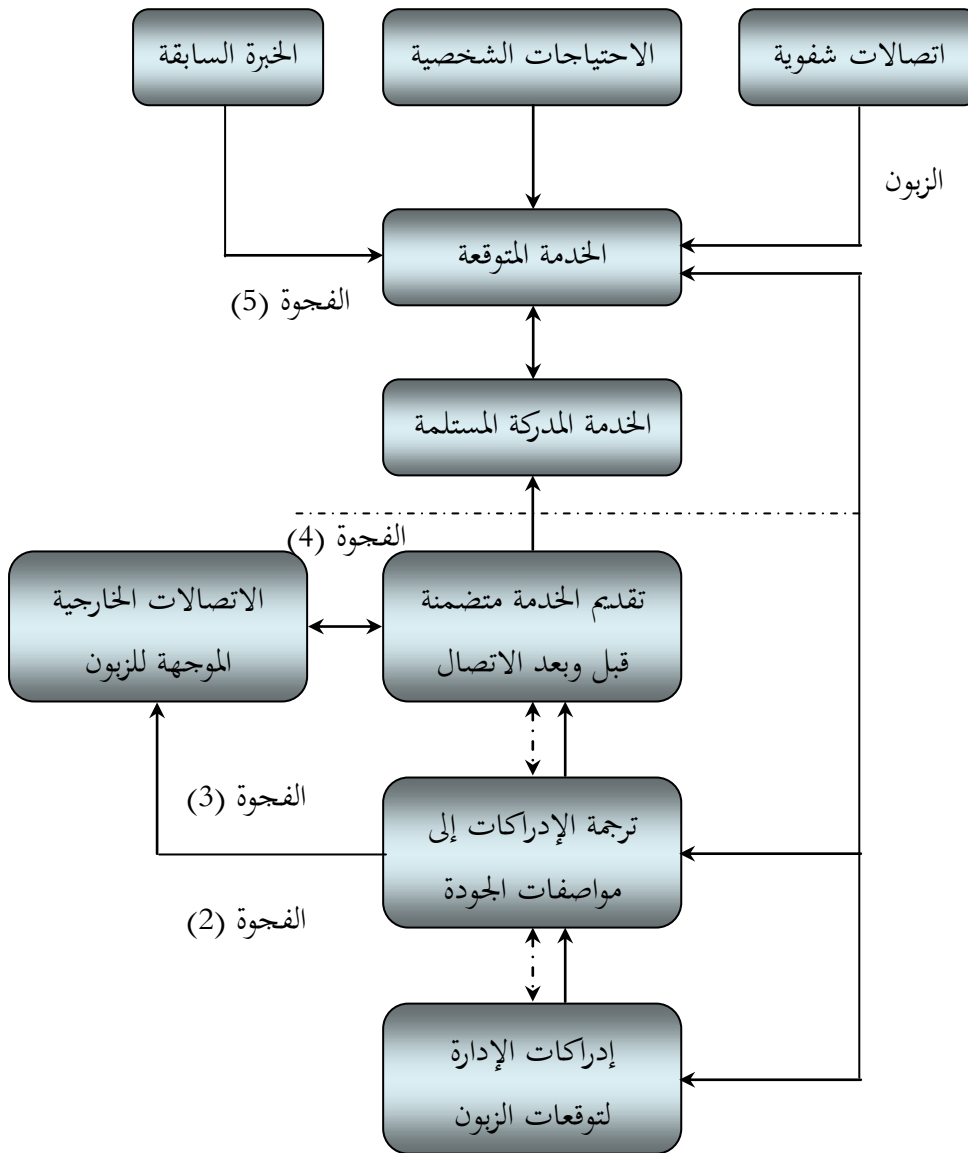 اتصالات شفوية
الاحتياجات الشخصية
الخبرة السابقة
الزبون
الخدمة المتوقعة
الفجوة (5)
الخدمة المدركة المستلمة
الفجوة (4)
تقديم الخدمة متضمنة
قبل وبعد الاتصال
الاتصالات الخارجية
الموجهة للزبون
الفجوة (3)
ترجمة الإدراكات إلى
مواصفات الجودة
الفجوة (2)
إدراكات الإدارة
لتوقعات الزبون